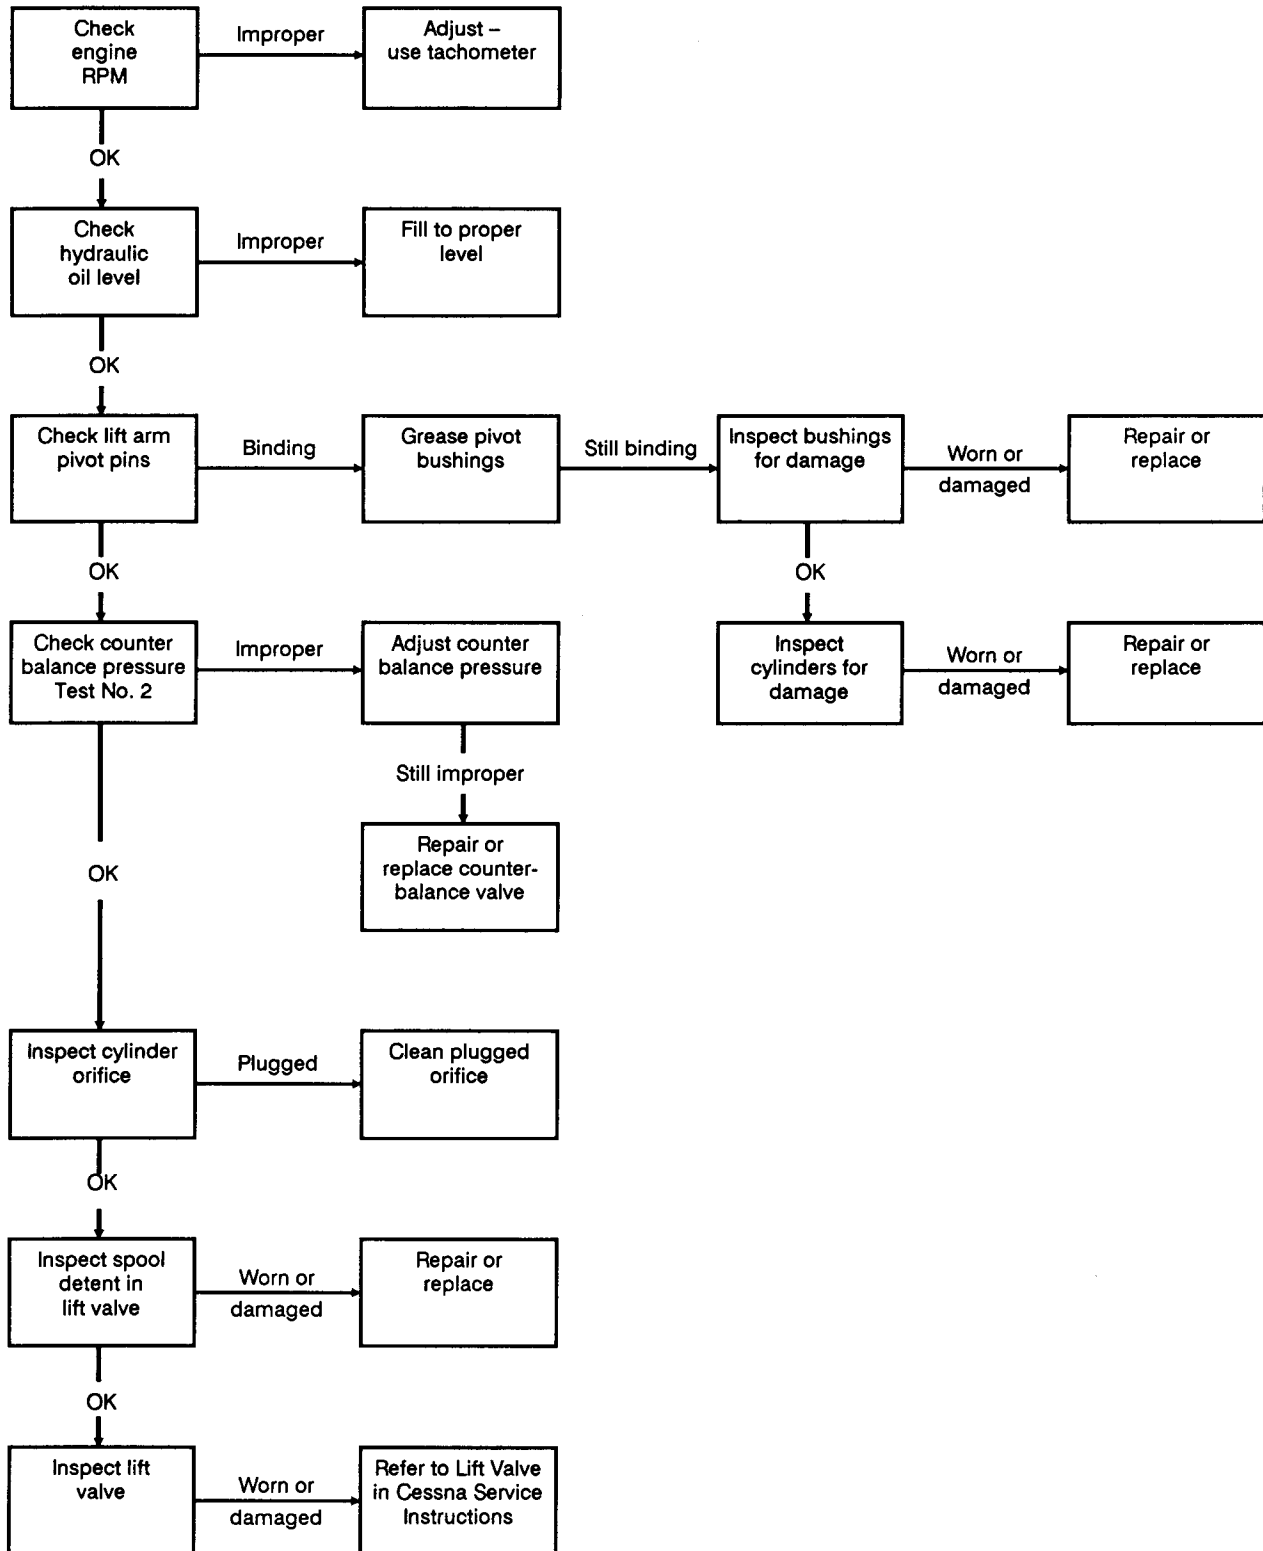 Check
engine
RPM
Improper
Adjust –
use tachometer
OK
Check
hydraulic
oil level
Improper
Fill to proper
level
OK
Check lift arm
pivot pins
Binding
Grease pivot
bushings
Still binding
Inspect bushings
for damage
Worn or
damaged
Repair or
replace
OK
OK
Check counter
balance pressure
Test No. 2
Improper
Adjust counter
balance pressure
Inspect
cylinders for
damage
Worn or
damaged
Repair or
replace
Still improper
Repair or
replace counter-
balance valve
OK
Inspect cylinder
orifice
Plugged
Clean plugged
orifice
OK
Inspect spool
detent in
lift valve
Worn or
damaged
Repair or
replace
OK
Inspect lift
valve
Worn or
damaged
Refer to Lift Valve
in Cessna Service
Instructions